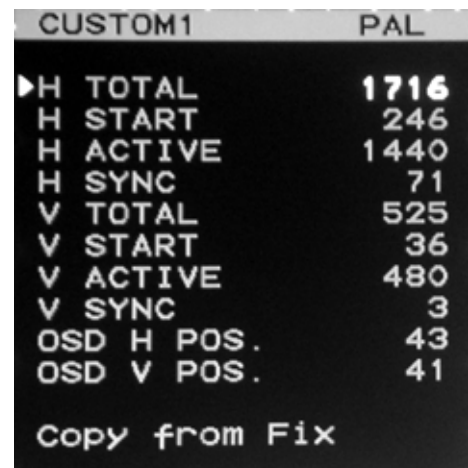 CUSTOM1 PAL
H TOTAL 1716
H START 246
H ACTIVE 1440
H SYNC 71
V TOTAL 525
V START 36
V ACTIVE 480
V SYNC 3
OSD H POS. 43
OSD V POS. 41
Copy from Fix